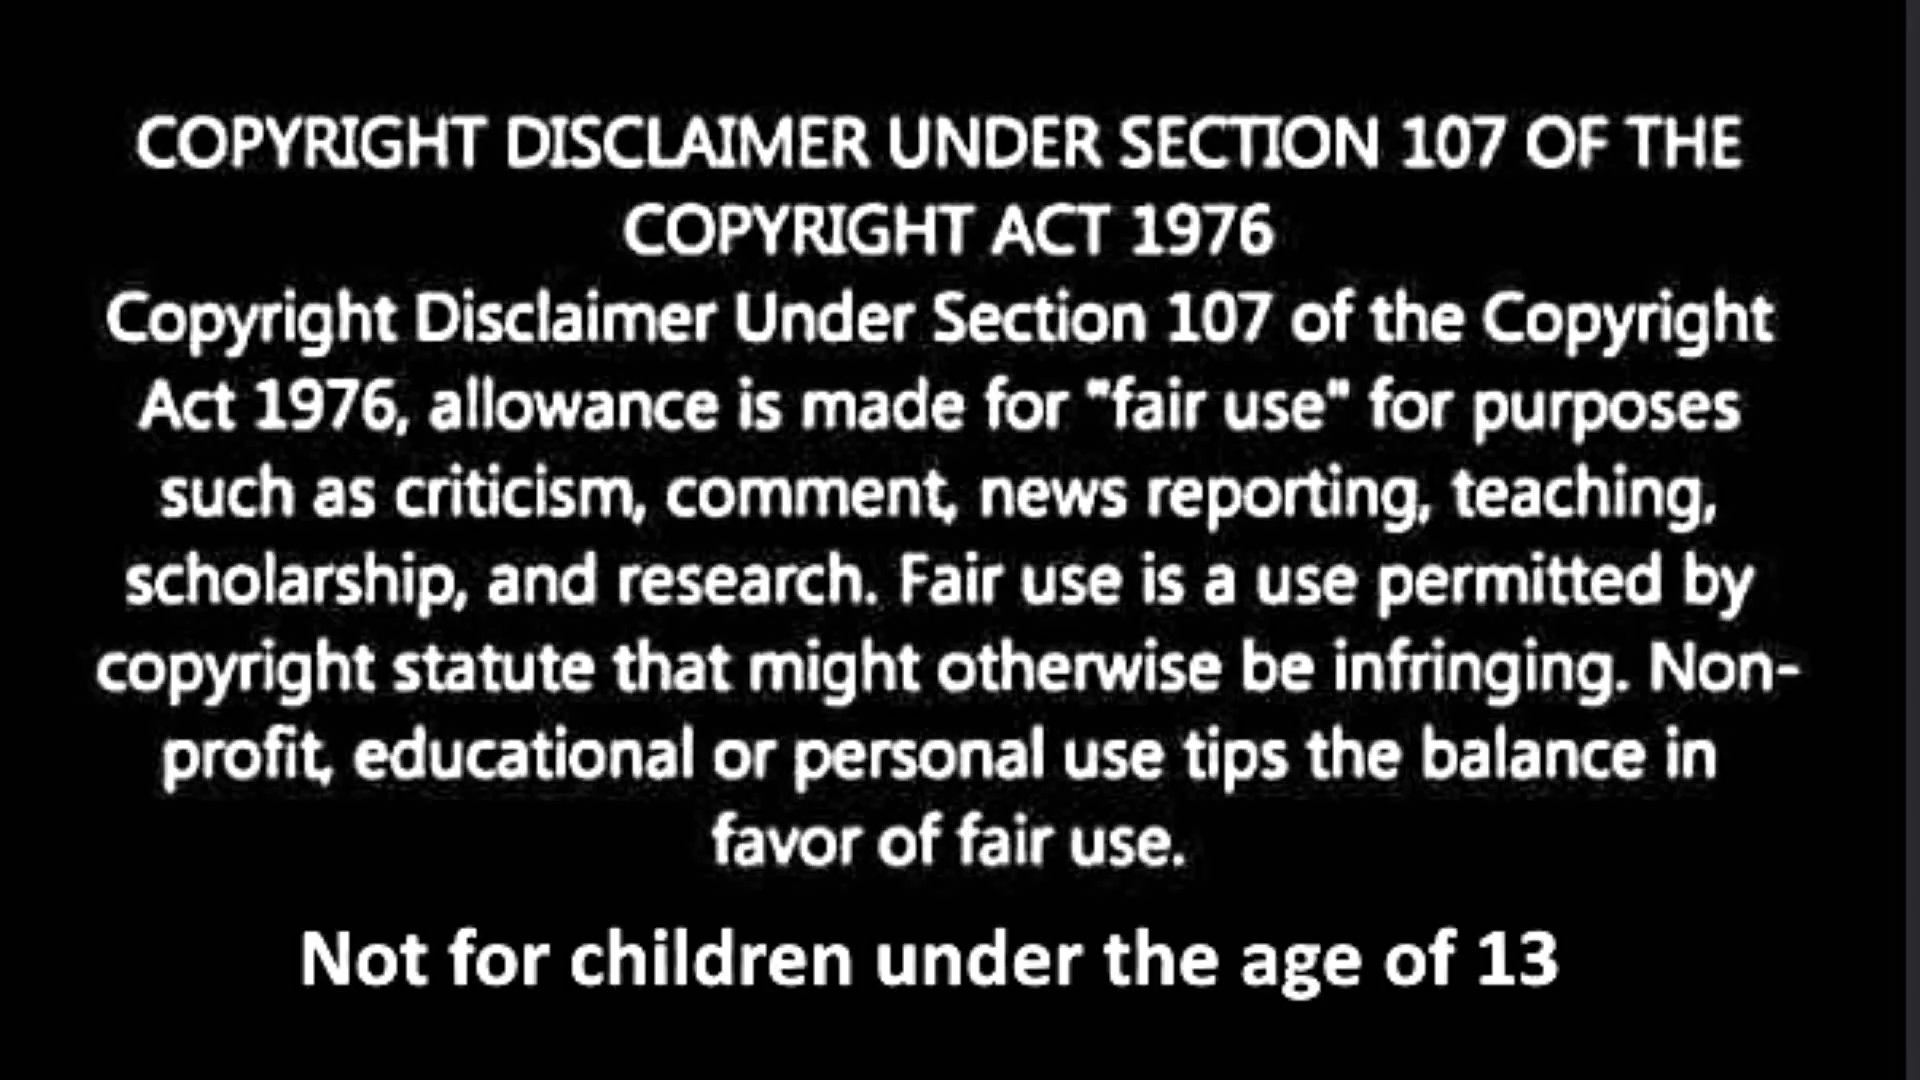 COPYRIGHT DISCLAIMER UNDER SECTION 107 OF THE
COPYRIGHT ACT 1976
Copyright Disclaimer Under Section 107 of the Copyright
Act 1976, allowance is made for "fair use" for purposes
such as criticism, comment, news reporting, teaching,
scholarship, and research. Fair use is a use permitted by
copyright statute that might otherwise be infringing. Non-
profit, educational or personal use tips the balance in
favor of fair use.
Not for children under the age of 13